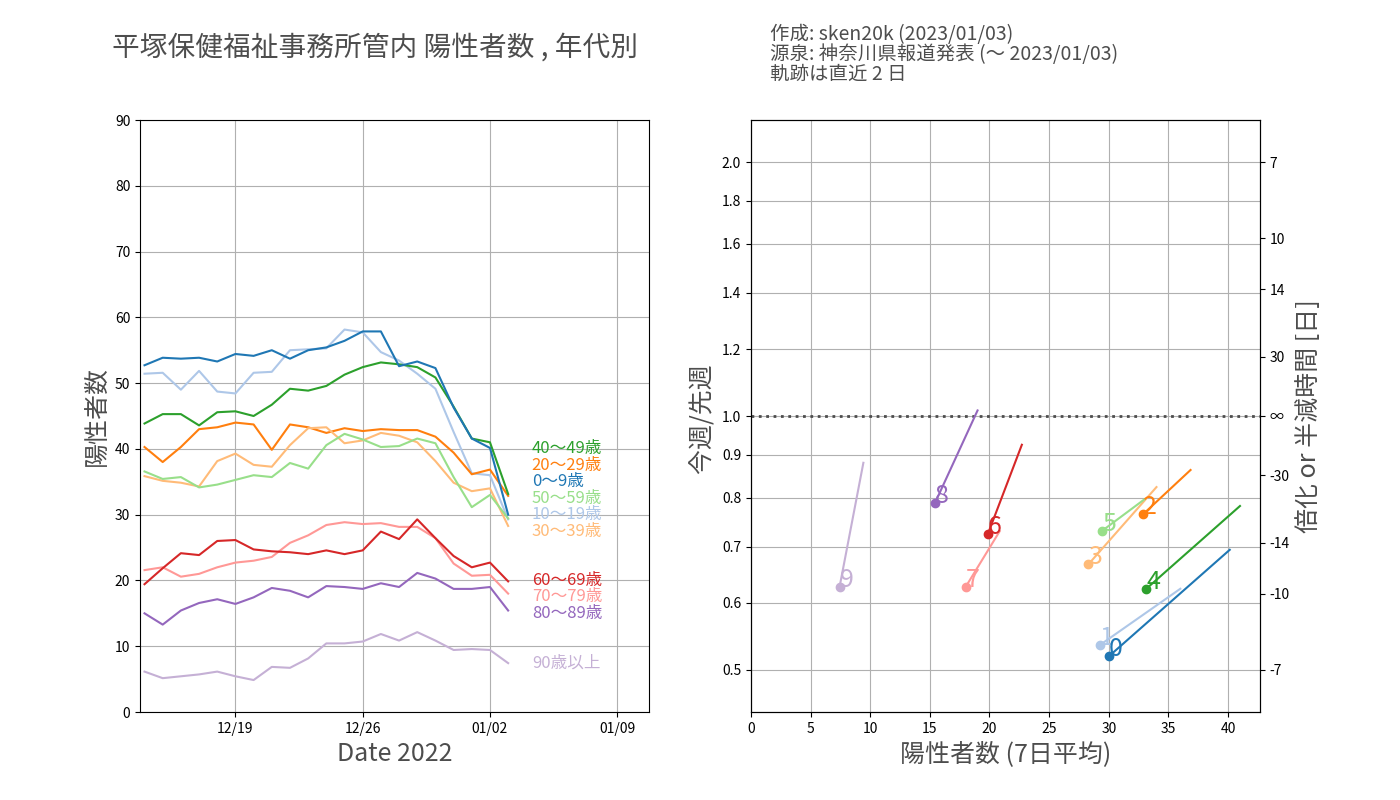 平塚保健福祉事務所管内 陽性者数 , 年代別
作成: sken20k (2023/01/03)
源泉: 神奈川県報道発表 (～ 2023/01/03)
軌跡は直近 2 日
陽性者数
90
80
70
60
50
40
30
20
10
0
40～49歳
20～29歳
0～9歳
50～59歳
10～19歳
30～39歳
60～69歳
70～79歳
80～89歳
90歳以上
12/19
12/26
01/02
01/09
Date 2022
今週/先週
2.0
1.8
1.6
1.4
1.2
1.0
0.9
0.8
0.7
0.6
0.5
8
9
6
7
5
2
3
4
1
0
0
5
10
15
20
25
30
35
40
陽性者数 (7日平均)
7
10
14
30
∞
-30
-14
-10
-7
倍化 or 半減時間 [日]